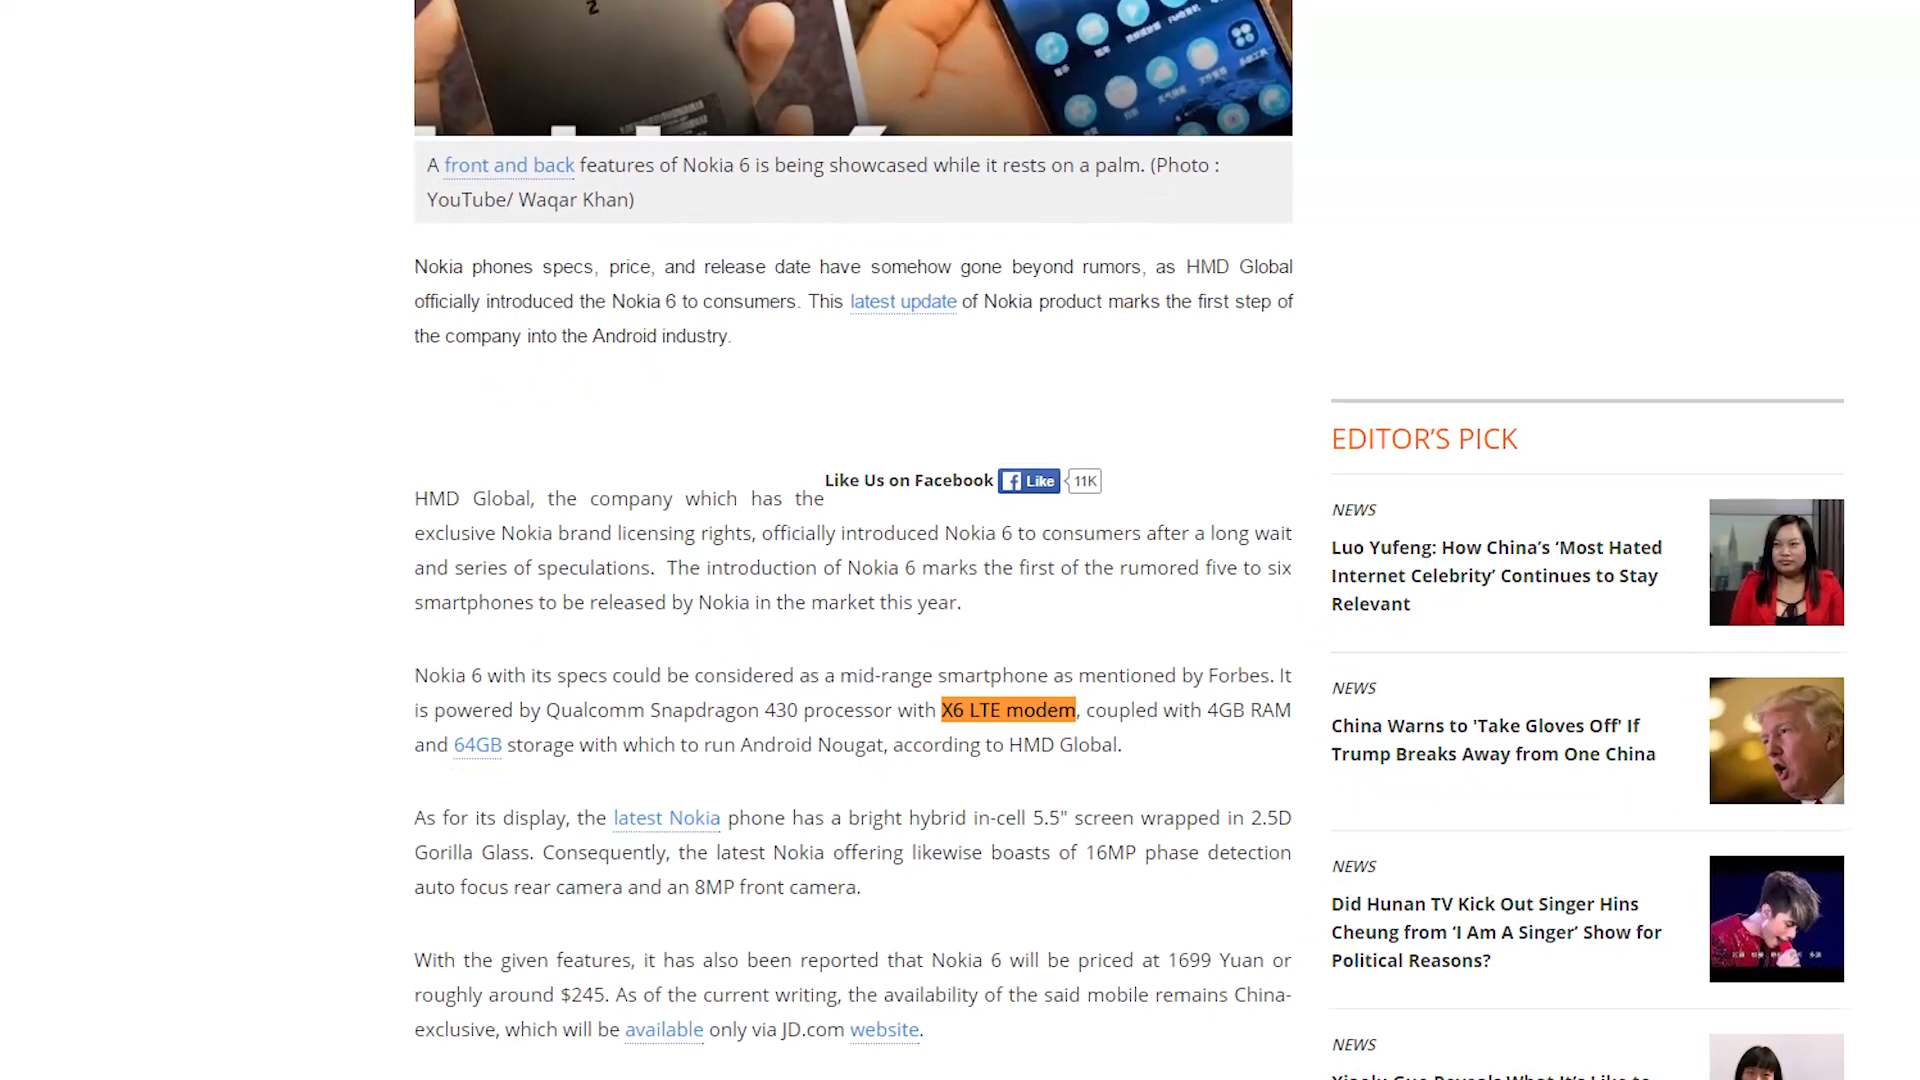 A front and back features of Nokia 6 is being showcased while it rests on a palm. (Photo :
YouTube/ Waqar Khan)
Nokia phones specs, price, and release date have somehow gone beyond rumors, as HMD Global
officially introduced the Nokia 6 to consumers. This latest update of Nokia product marks the first step of
the company into the Android industry.
Like Us on Facebook Like 11K
HMD Global, the company which has the
exclusive Nokia brand licensing rights, officially introduced Nokia 6 to consumers after a long wait
and series of speculations. The introduction of Nokia 6 marks the first of the rumored five to six
smartphones to be released by Nokia in the market this year.
Nokia 6 with its specs could be considered as a mid-range smartphone as mentioned by Forbes. It
is powered by Qualcomm Snapdragon 430 processor with X6 LTE modem, coupled with 4GB RAM
and 64GB storage with which to run Android Nougat, according to HMD Global.
As for its display, the latest Nokia phone has a bright hybrid in-cell 5.5" screen wrapped in 2.5D
Gorilla Glass. Consequently, the latest Nokia offering likewise boasts of 16MP phase detection
auto focus rear camera and an 8MP front camera.
With the given features, it has also been reported that Nokia 6 will be priced at 1699 Yuan or
roughly around $245. As of the current writing, the availability of the said mobile remains China-
exclusive, which will be available only via JD.com website.
EDITOR'S PICK
NEWS
Luo Yufeng: How China's ‘Most Hated
Internet Celebrity’ Continues to Stay
Relevant
NEWS
China Warns to 'Take Gloves Off' If
Trump Breaks Away from One China
NEWS
Did Hunan TV Kick Out Singer Hins
Cheung from ‘I Am A Singer’ Show for
Political Reasons?
NEWS